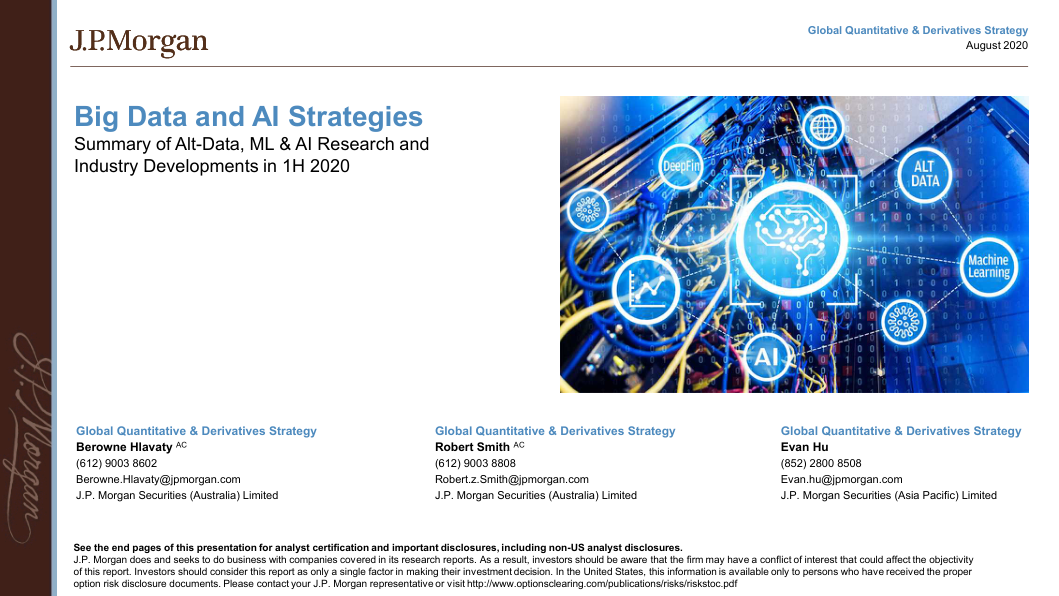 J.P.Morgan
Global Quantitative & Derivatives Strategy
August 2020
Big Data and AI Strategies
Summary of Alt-Data, ML & AI Research and
Industry Developments in 1H 2020
DeepFin
ALT
DATA
Machine
Learning
AI
J.P.Morgan
Global Quantitative & Derivatives Strategy
Berowne Hlavaty AC
(612) 9003 8602
Berowne.Hlavaty@jpmorgan.com
J.P. Morgan Securities (Australia) Limited
Global Quantitative & Derivatives Strategy
Robert Smith AC
(612) 9003 8808
Robert.z.Smith@jpmorgan.com
J.P. Morgan Securities (Australia) Limited
Global Quantitative & Derivatives Strategy
Evan Hu
(852) 2800 8508
Evan.hu@jpmorgan.com
J.P. Morgan Securities (Asia Pacific) Limited
See the end pages of this presentation for analyst certification and important disclosures, including non-US analyst disclosures.
J.P. Morgan does and seeks to do business with companies covered in its research reports. As a result, investors should be aware that the firm may have a conflict of interest that could affect the objectivity
of this report. Investors should consider this report as only a single factor in making their investment decision. In the United States, this information is available only to persons who have received the proper
option risk disclosure documents. Please contact your J.P. Morgan representative or visit http://www.optionsclearing.com/publications/risks/riskstoc.pdf